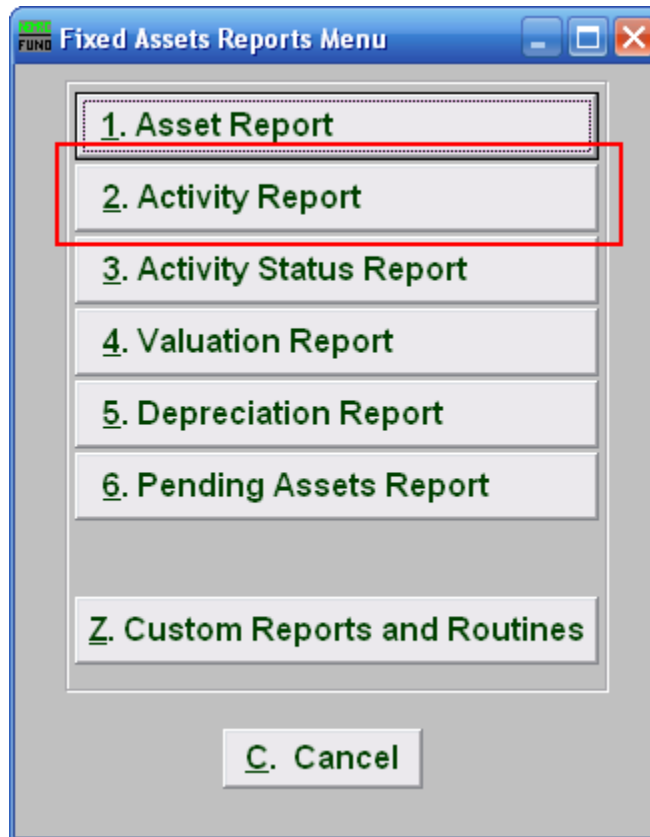 FUND Fixed Assets Reports Menu
1. Asset Report
2. Activity Report
3. Activity Status Report
4. Valuation Report
5. Depreciation Report
6. Pending Assets Report
Z. Custom Reports and Routines
C. Cancel